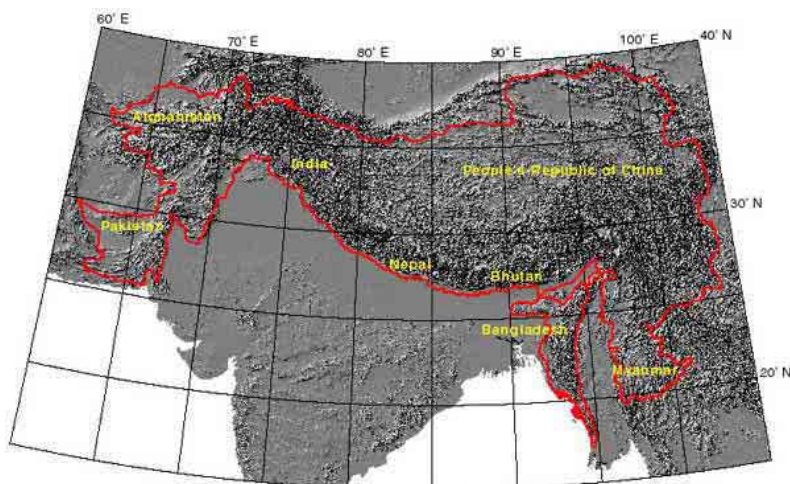 60° E
70° E
80° E
90° E
100° E
40° N
Afghanistan
India
People's Republic of China
30° N
Pakistan
Nepal
Bhutan
Bangladesh
Myanmar
20° N